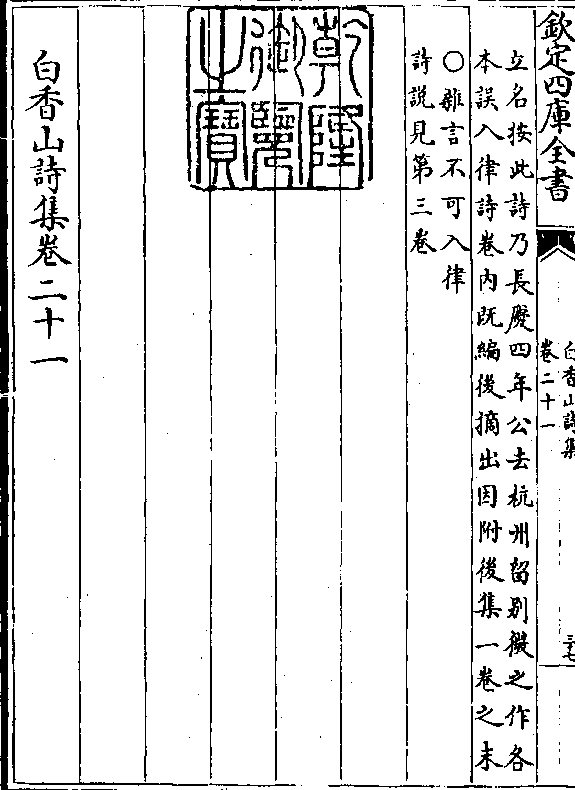 欽定四庫全書
白香山詩集
卷二十一
三十七
立名按此詩乃長慶四年公去杭州留別微之作各
本誤入律詩卷內既編後摘出因附後集一卷之末
〇雜言不可入律
詩說見第三卷
乾隆
御覽
之寶
白香山詩集卷二十一